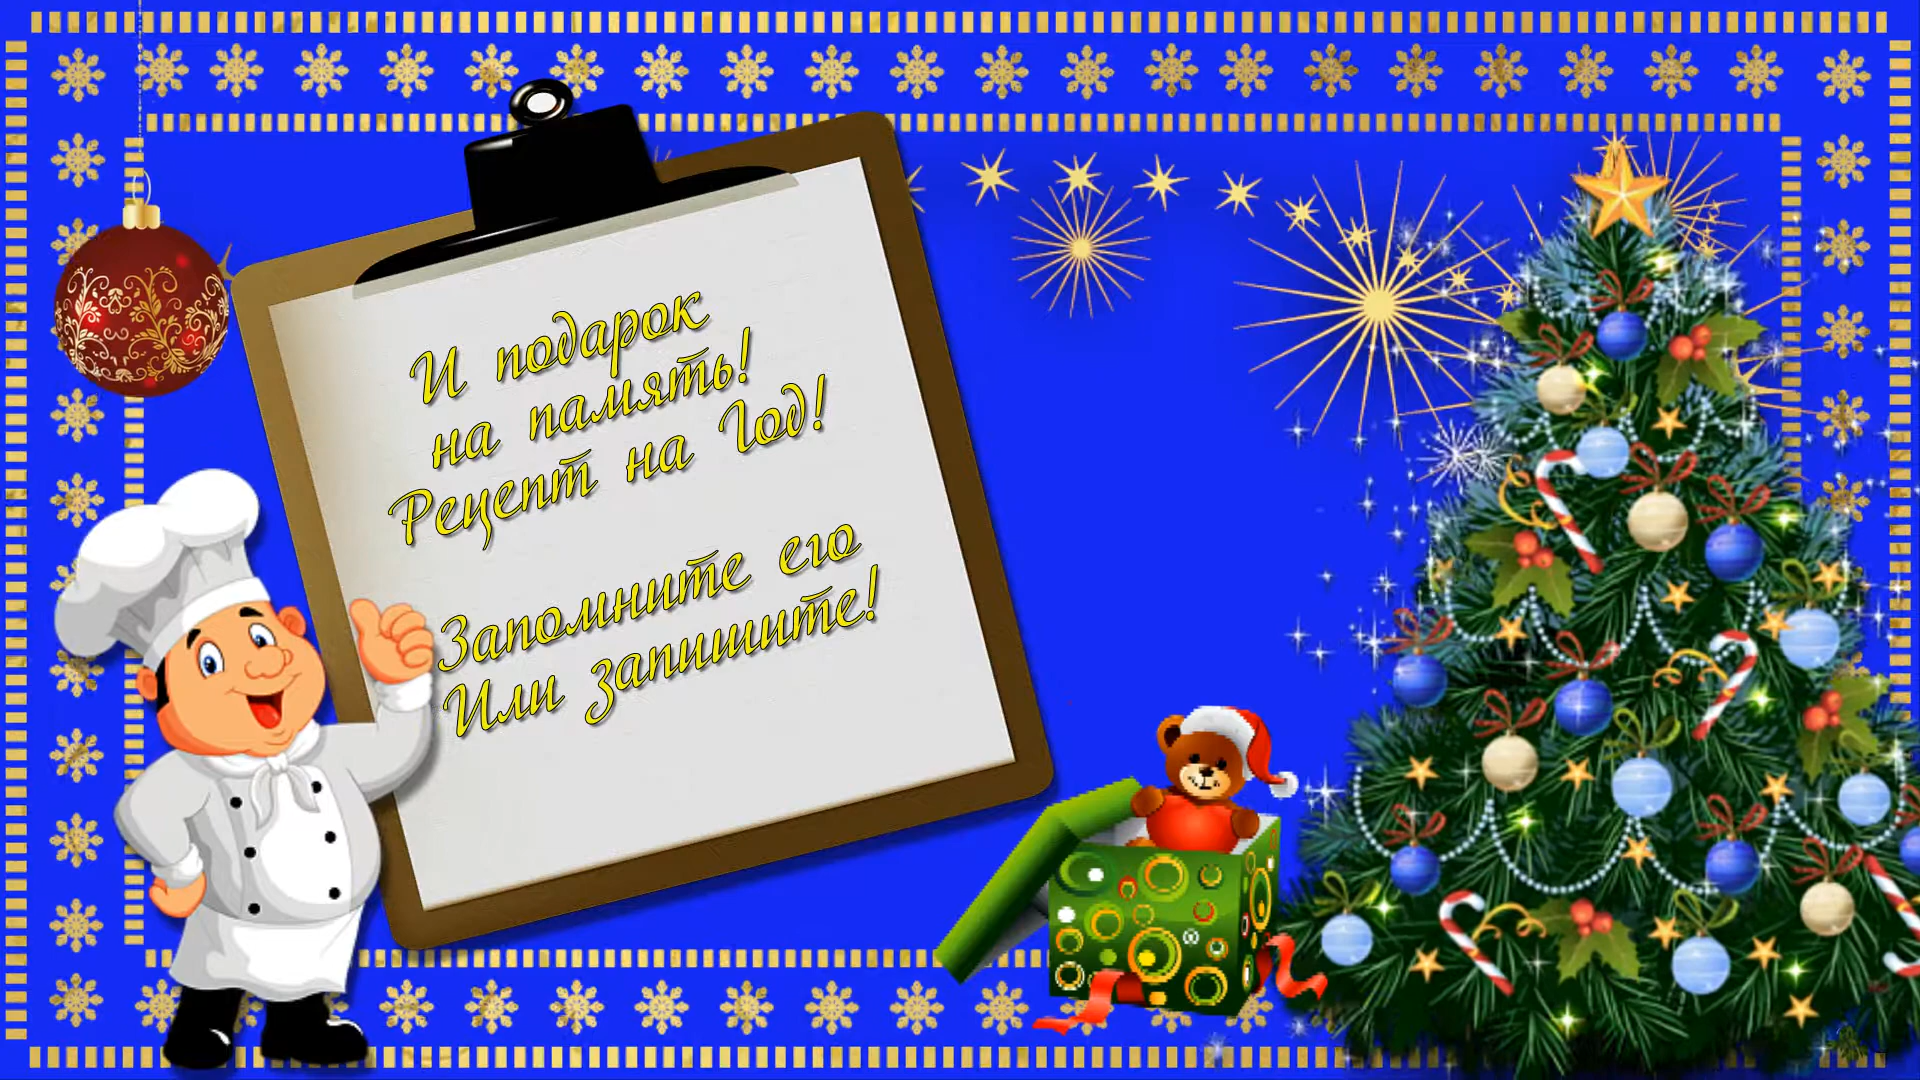 И подарок
на память!
Рецепт на Год!
Запомните его
Или запишите!